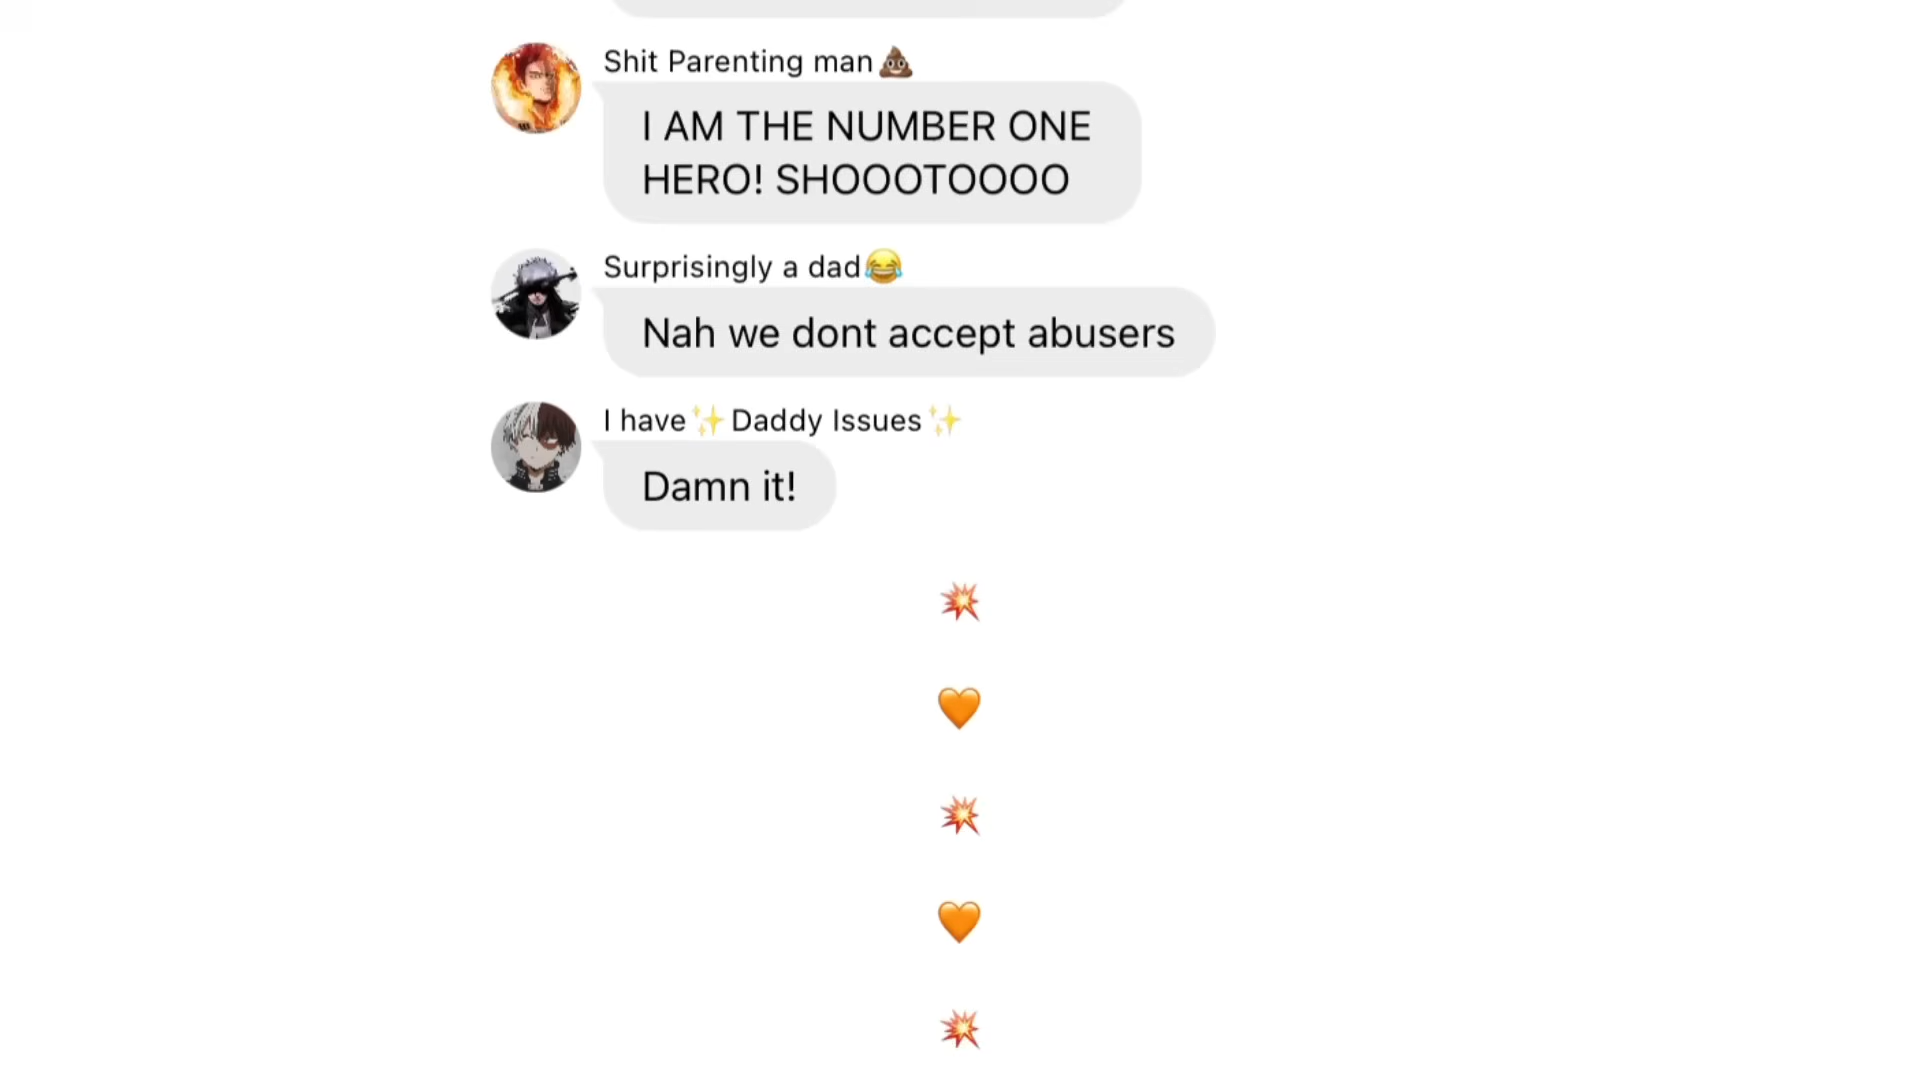 Shit Parenting man💩
I AM THE NUMBER ONE
HERO! SHOOOTOOOO
Surprisingly a dad😂
Nah we dont accept abusers
I have✨Daddy Issues✨
Damn it!
💥
🧡
💥
🧡
💥